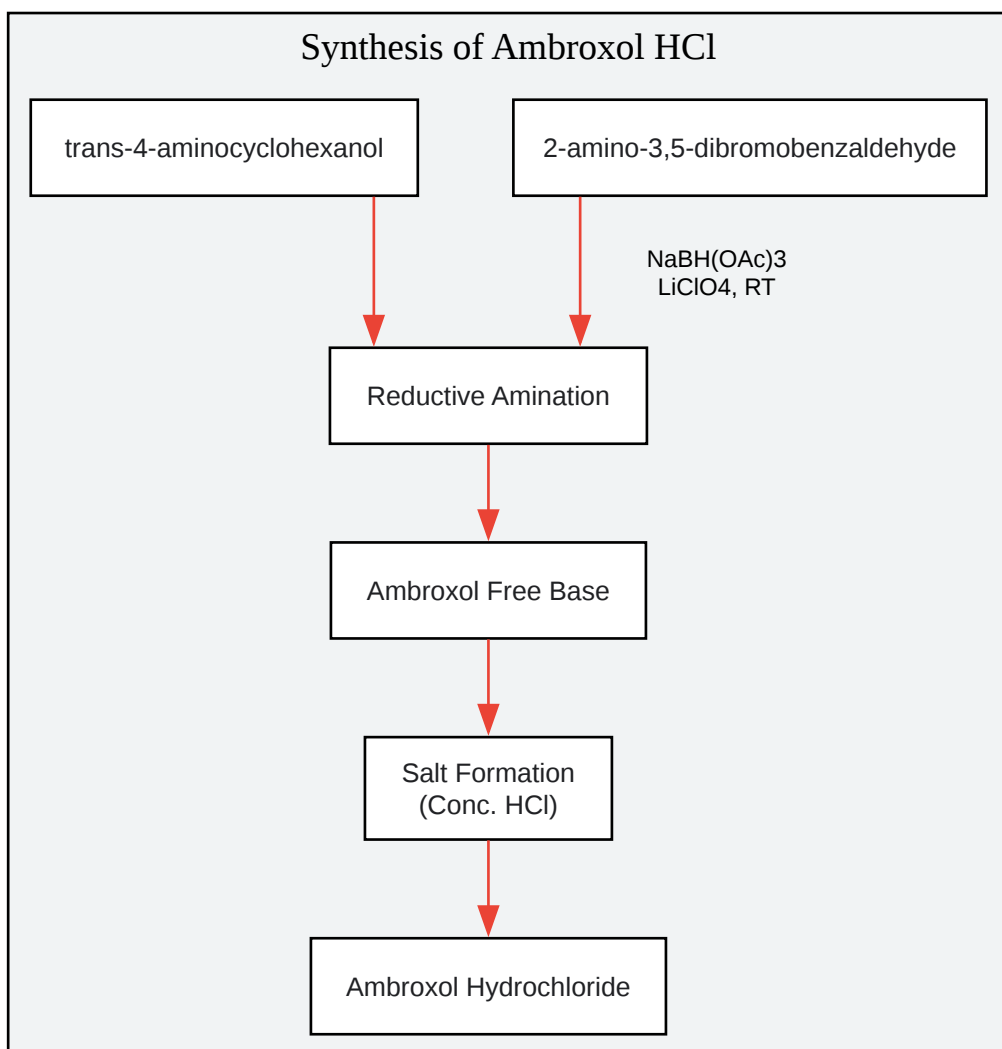 Synthesis of Ambroxol HCl
trans-4-aminocyclohexanol
2-amino-3,5-dibromobenzaldehyde
NaBH(OAc)3
LiClO4, RT
Reductive Amination
Ambroxol Free Base
Salt Formation
(Conc. HCl)
Ambroxol Hydrochloride